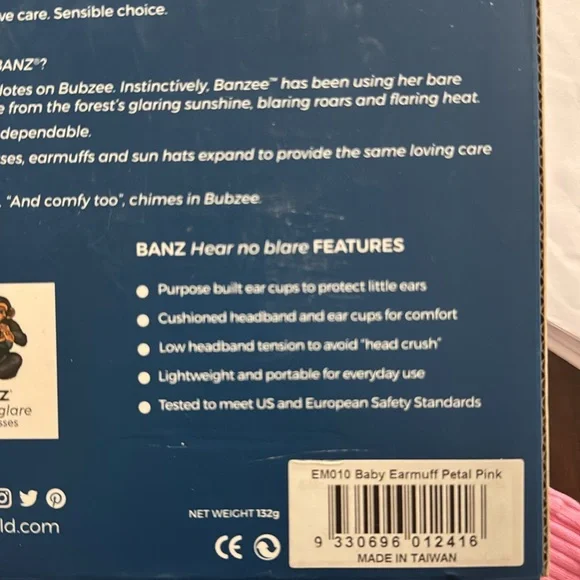 ve care. Sensible choice.
BANZ®?
dotes on Bubzee. Instinctively, Banzee™ has been using her bare
e from the forest's glaring sunshine, blaring roars and flaring heat.
dependable.
ses, earmuffs and sun hats expand to provide the same loving care
. "And comfy too", chimes in Bubzee.
BANZ Hear no blare FEATURES
Purpose built ear cups to protect little ears
Cushioned headband and ear cups for comfort
Low headband tension to avoid "head crush"
Lightweight and portable for everyday use
Tested to meet US and European Safety Standards
Z
glare
sses
ld.com
NET WEIGHT 132g
CE
EM010 Baby Earmuff Petal Pink
9 330696 012416
MADE IN TAIWAN